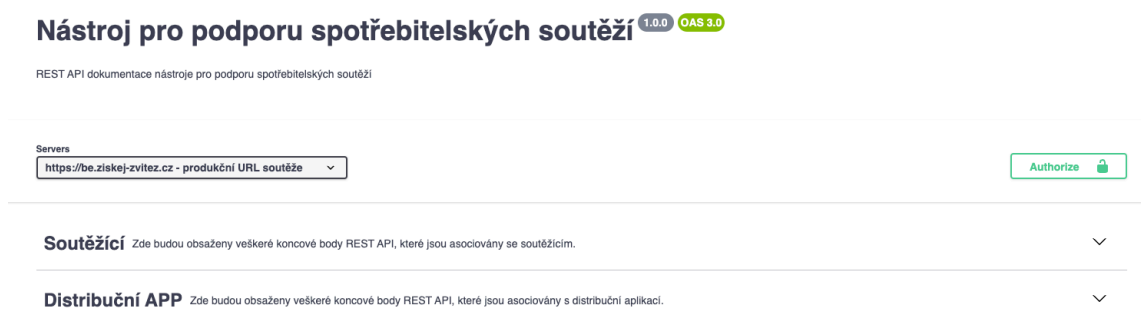 Nástroj pro podporu spotřebitelských soutěží 1.0.0 OAS 3.0
REST API dokumentace nástroje pro podporu spotřebitelských soutěží
Servers
https://be.ziskej-zvitez.cz - produkční URL soutěže
Authorize
Soutěžící Zde budou obsaženy veškeré koncové body REST API, které jsou asociovány se soutěžícím.
Distribuční APP Zde budou obsaženy veškeré koncové body REST API, které jsou asociovány s distribuční aplikací.